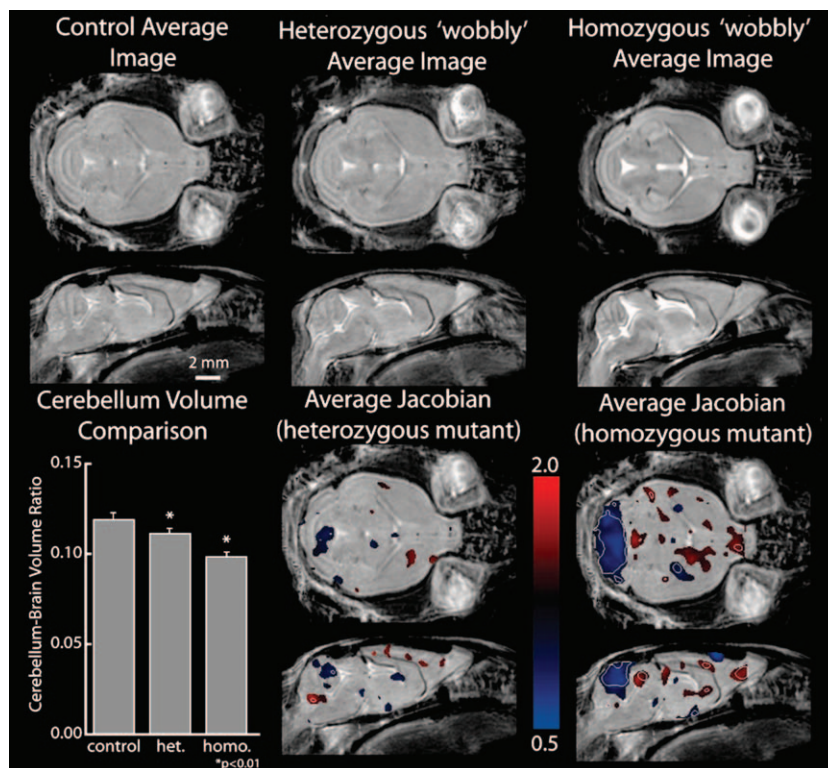 Control Average
Image
Heterozygous ‘wobbly’
Average Image
Homozygous ‘wobbly’
Average Image
2 mm
Cerebellum Volume
Comparison
Average Jacobian
(heterozygous mutant)
Average Jacobian
(homozygous mutant)
Cerebellum-Brain Volume Ratio
0.15
0.10
0.05
0.00
*
*
control
het.
homo.
*p<0.01
2.0
0.5